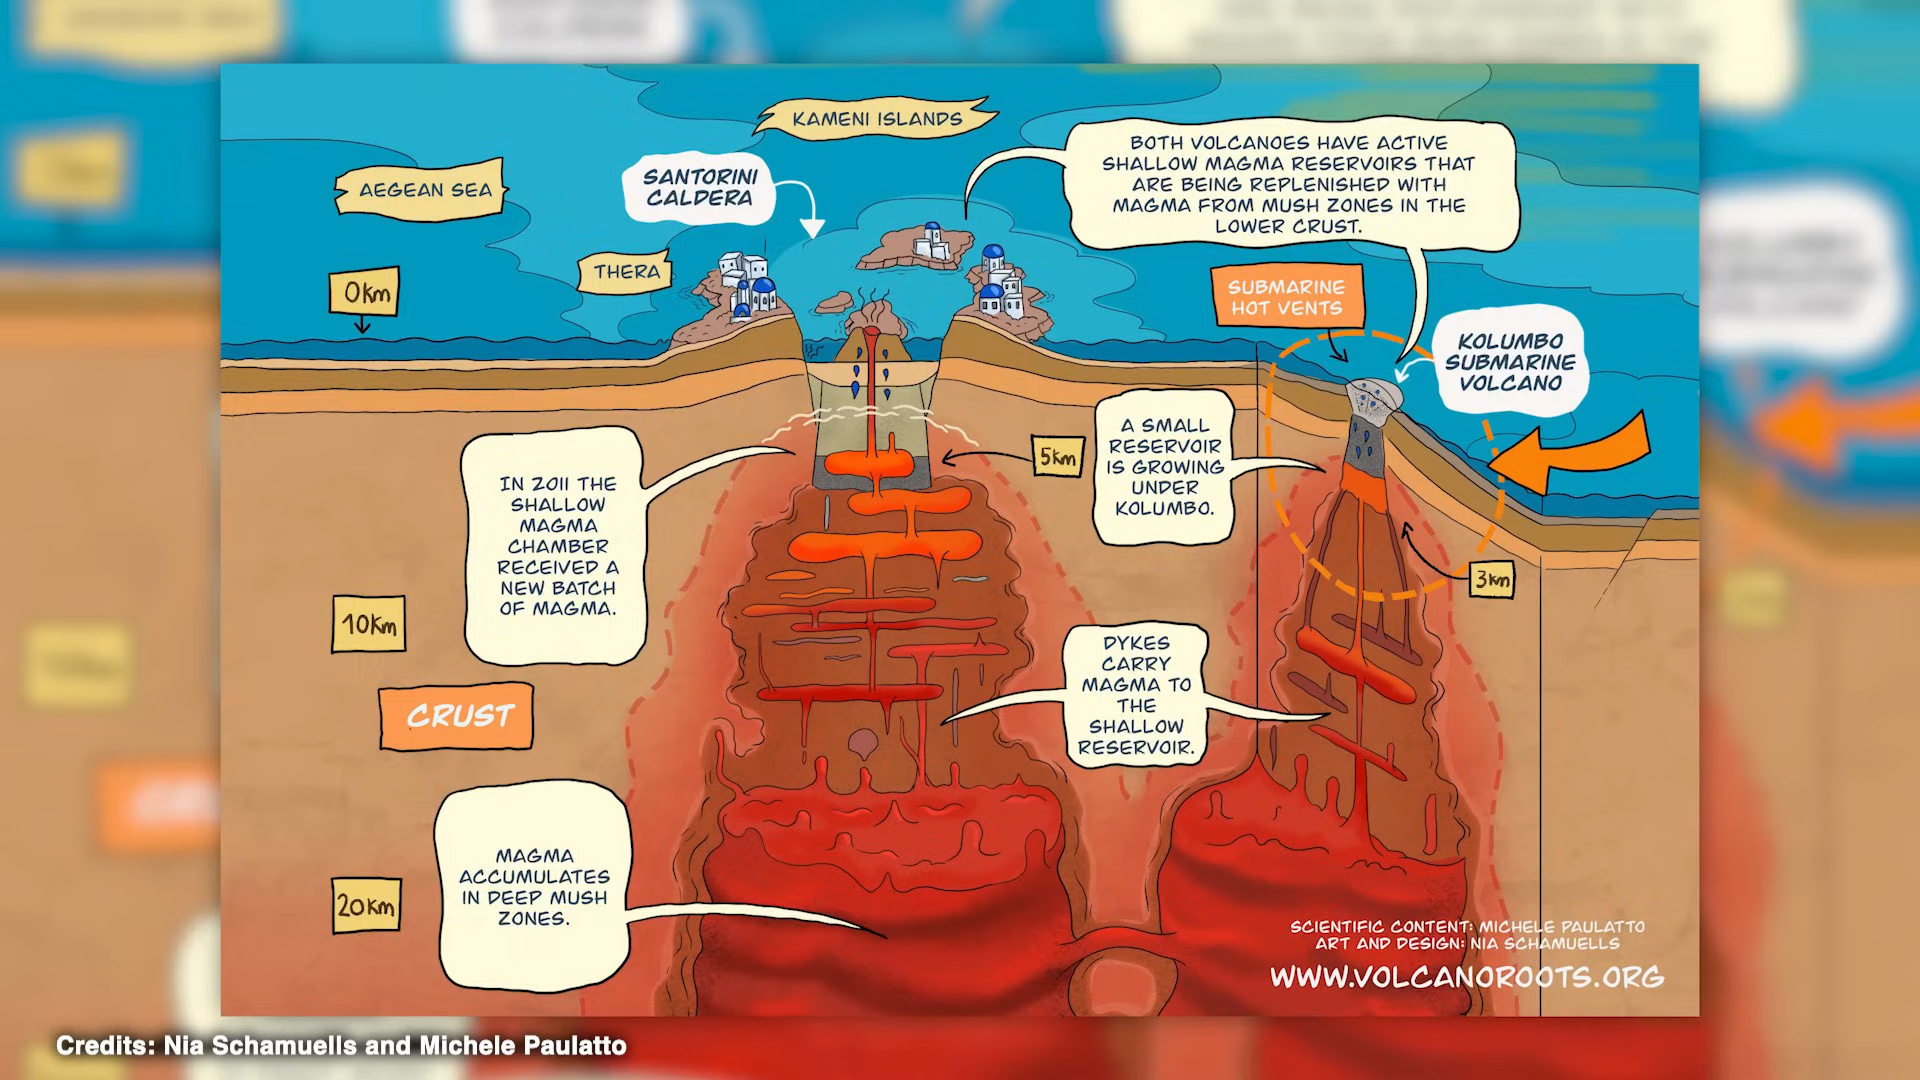 KAMENI ISLANDS
AEGEAN SEA
SANTORINI
CALDERA
BOTH VOLCANOES HAVE ACTIVE
SHALLOW MAGMA RESERVOIRS THAT
ARE BEING REPLENISHED WITH
MAGMA FROM MUSH ZONES IN THE
LOWER CRUST.
THERA
0Km
SUBMARINE
HOT VENTS
KOLUMBO
SUBMARINE
VOLCANO
IN 2011 THE
SHALLOW
MAGMA
CHAMBER
RECEIVED A
NEW BATCH
OF MAGMA.
5Km
A SMALL
RESERVOIR
IS GROWING
UNDER
KOLUMBO.
3km
10Km
CRUST
DYKES
CARRY
MAGMA TO
THE
SHALLOW
RESERVOIR.
MAGMA
ACCUMULATES
IN DEEP MUSH
ZONES.
20Km
SCIENTIFIC CONTENT: MICHELE PAULATTO
ART AND DESIGN: NIA SCHAMUELLS
WWW.VOLCANOROOTS.ORG
Credits: Nia Schamuells and Michele Paulatto